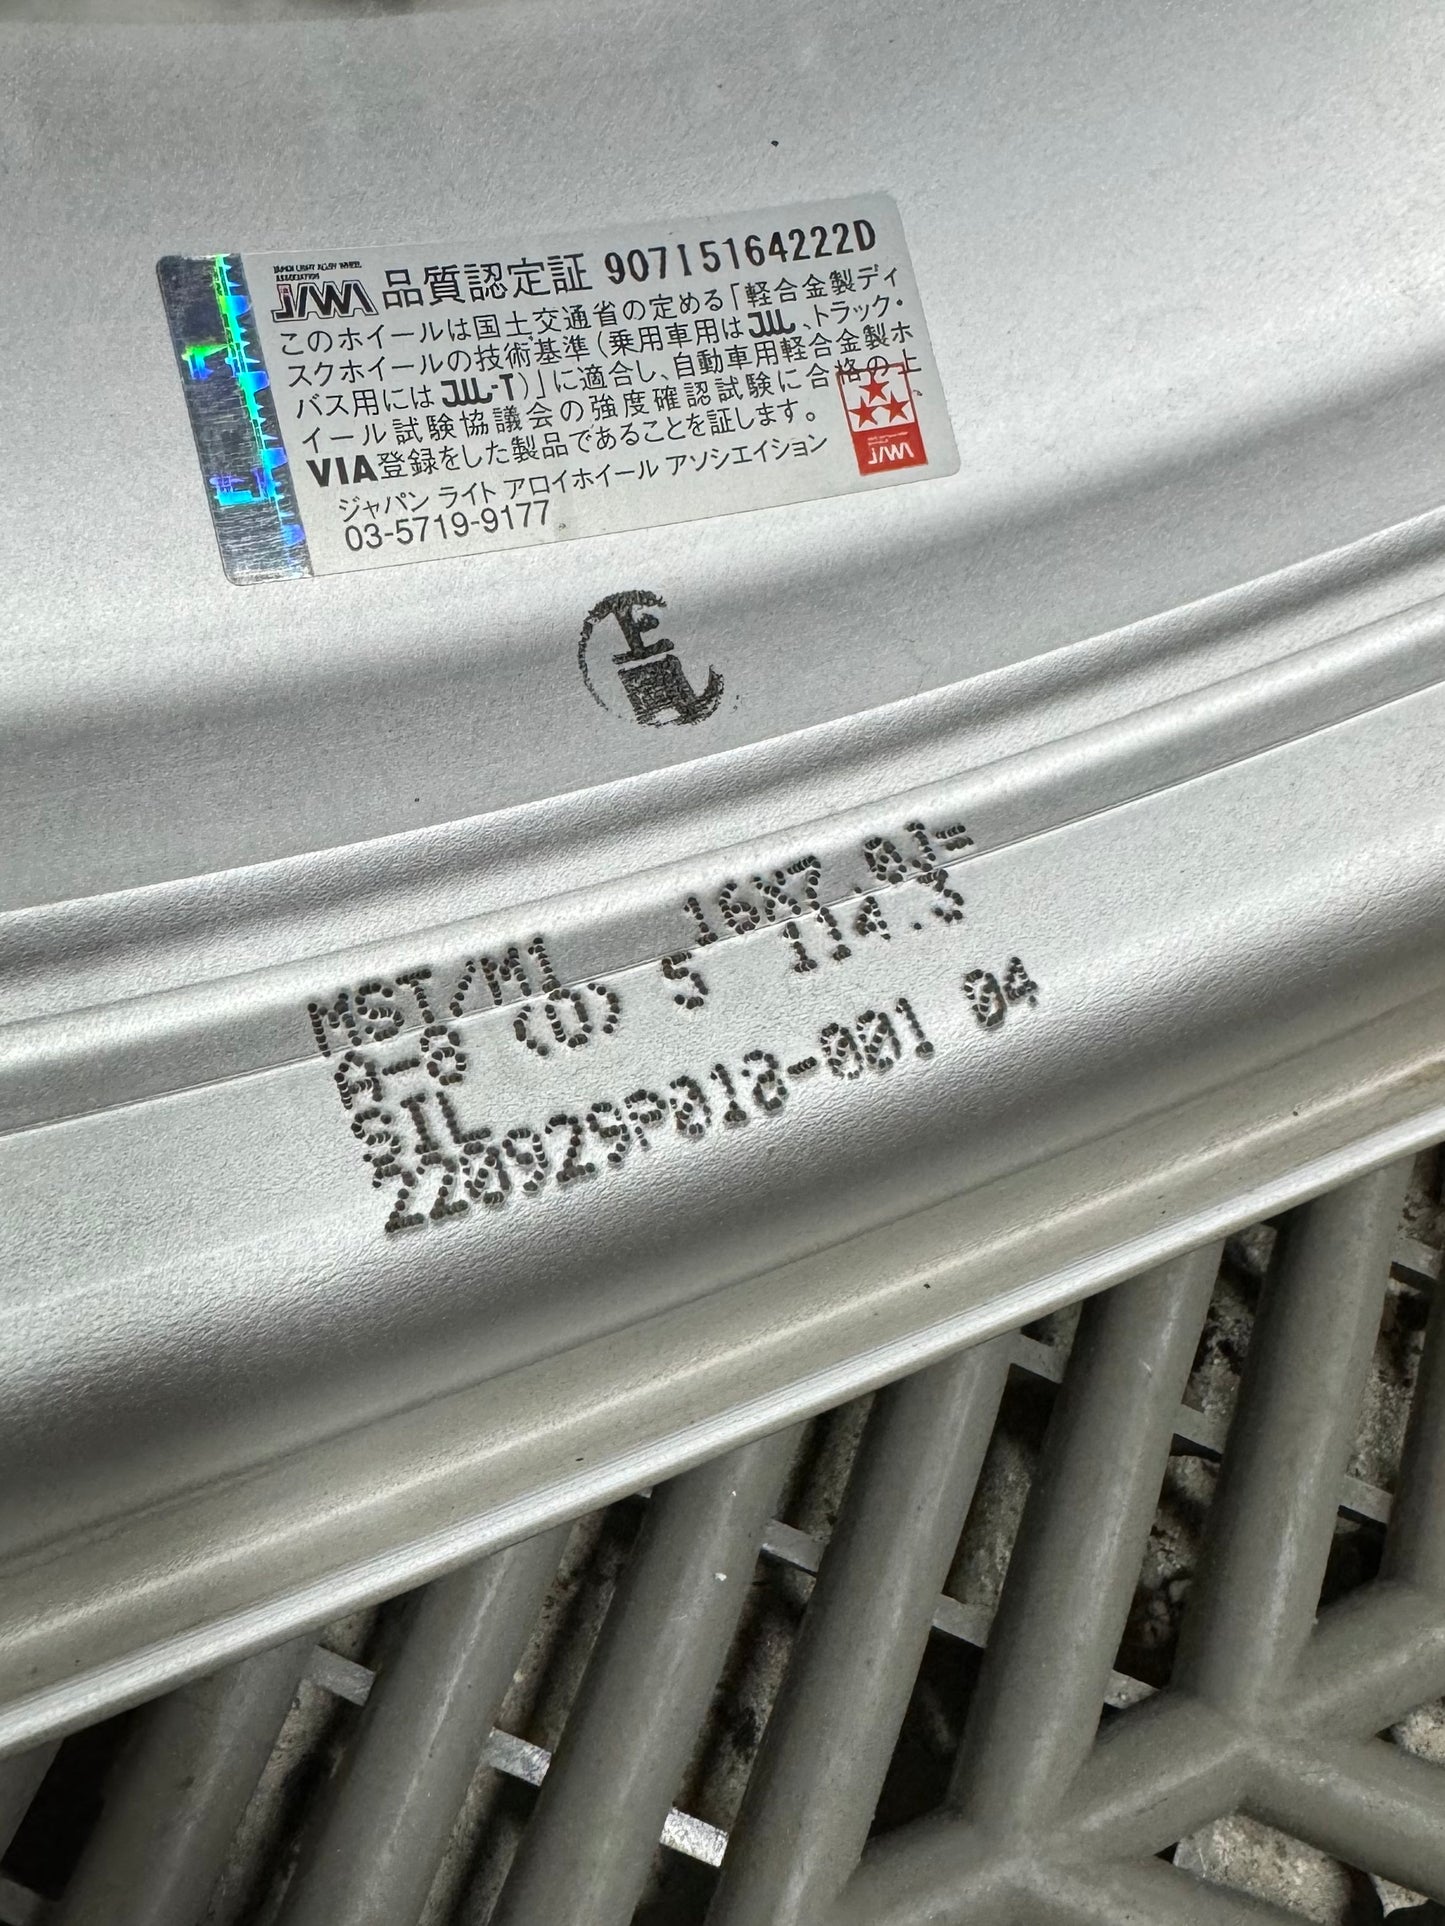 JAPAN LIGHT ALLOY WHEEL
ASSOCIATION
JAWA 品質認定証 90715164222D
このホイールは国土交通省の定める「軽合金製ディ
スクホイールの技術基準(乗用車用はJWL、トラック・
バス用にはJWL-T)」に適合し、自動車用軽合金製ホ
イール試験協議会の強度確認試験に合格の上、
VIA登録をした製品であることを証します。
ジャパン ライト アロイホイール アソシエイション
03-5719-9177
JAWA
MST/M1 16X7.0J=
A-8 (D) 5 114.3
SIL
220929P018-001 04